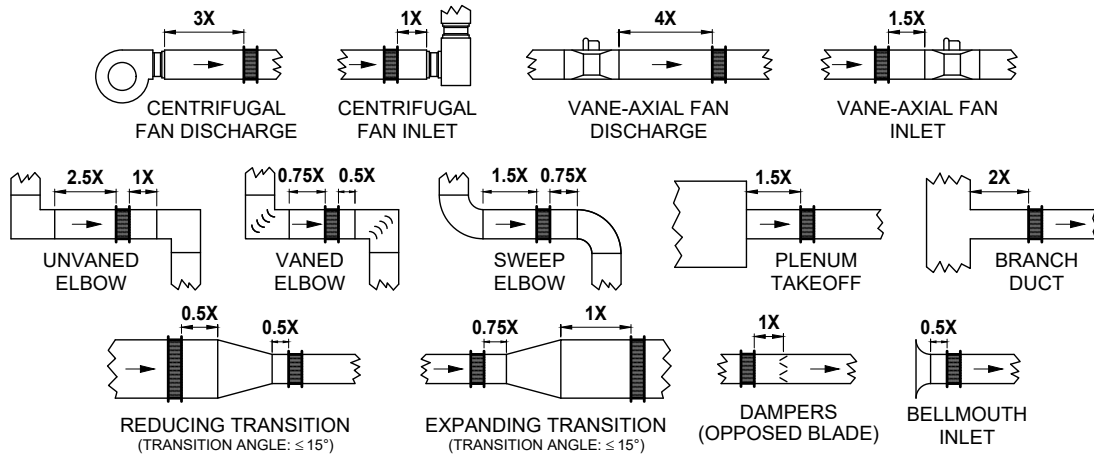 3X
1X
4X
1.5X
CENTRIFUGAL
FAN DISCHARGE
CENTRIFUGAL
FAN INLET
VANE-AXIAL FAN
DISCHARGE
VANE-AXIAL FAN
INLET
2.5X
1X
0.75X
0.5X
1.5X
0.75X
1.5X
2X
UNVANED
ELBOW
VANED
ELBOW
SWEEP
ELBOW
PLENUM
TAKEOFF
BRANCH
DUCT
0.5X
0.5X
0.75X
1X
1X
0.5X
REDUCING TRANSITION
(TRANSITION ANGLE: ≤ 15°)
EXPANDING TRANSITION
(TRANSITION ANGLE: ≤ 15°)
DAMPERS
(OPPOSED BLADE)
BELLMOUTH
INLET